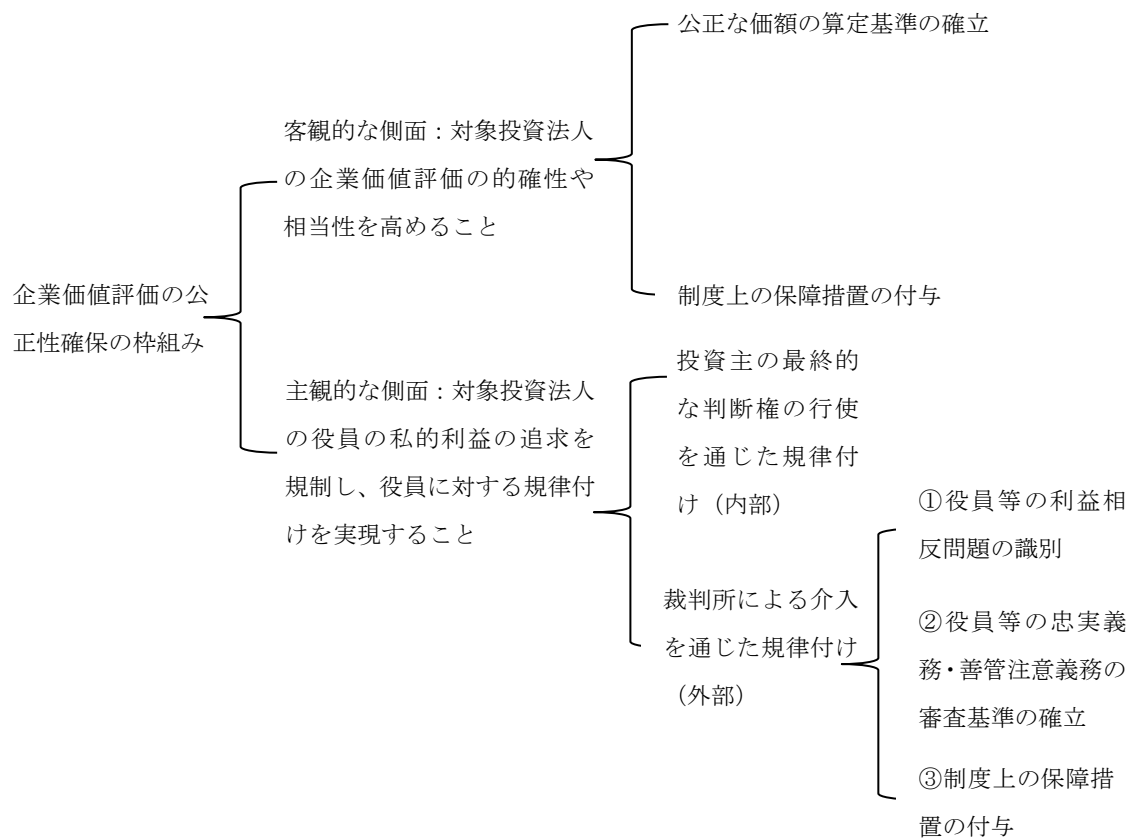 公正な価額の算定基準の確立
客観的な側面：対象投資法人
の企業価値評価の的確性や
相当性を高めること
企業価値評価の公
正性確保の枠組み
制度上の保障措置の付与
主観的な側面：対象投資法人
の役員の私的利益の追求を
規制し、役員に対する規律付
けを実現すること
投資主の最終的
な判断権の行使
を通じた規律付
け（内部）
裁判所による介入
を通じた規律付け
（外部）
①役員等の利益相
反問題の識別
②役員等の忠実義
務・善管注意義務の
審査基準の確立
③制度上の保障措
置の付与